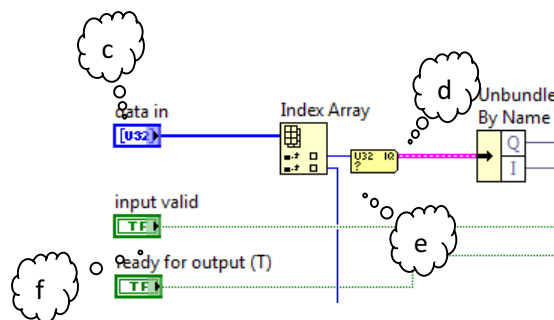 c
d
data in
Index Array
Unbundle
By Name
[U32]
U32 IQ
?
Q
I
input valid
TF
e
ready for output (T)
f
TF